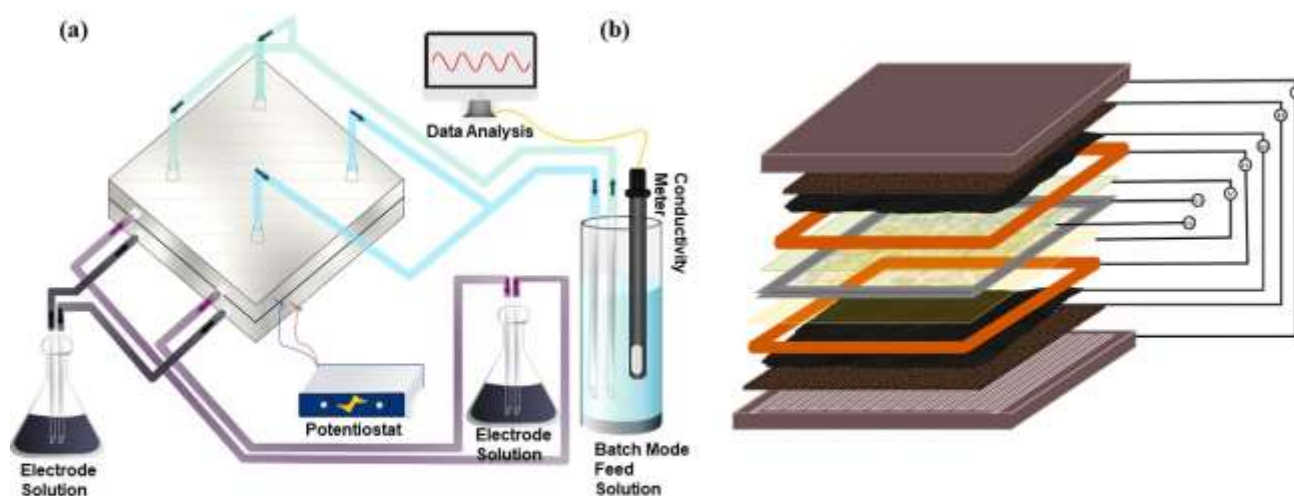 (a)
(b)
Data Analysis
Conductivity
Meter
Potentiostat
Electrode
Solution
Electrode
Solution
Batch Mode
Feed
Solution